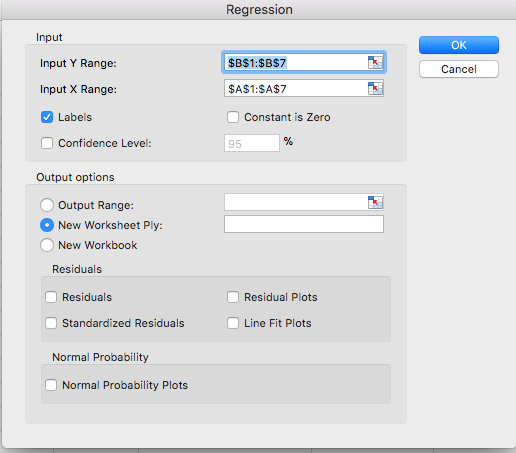 Regression
Input
Input Y Range: $B$1:$B$7
Input X Range: $A$1:$A$7
Labels Constant is Zero
Confidence Level: 95 %
OK
Cancel
Output options
Output Range:
New Worksheet Ply:
New Workbook
Residuals
Residuals Residual Plots
Standardized Residuals Line Fit Plots
Normal Probability
Normal Probability Plots